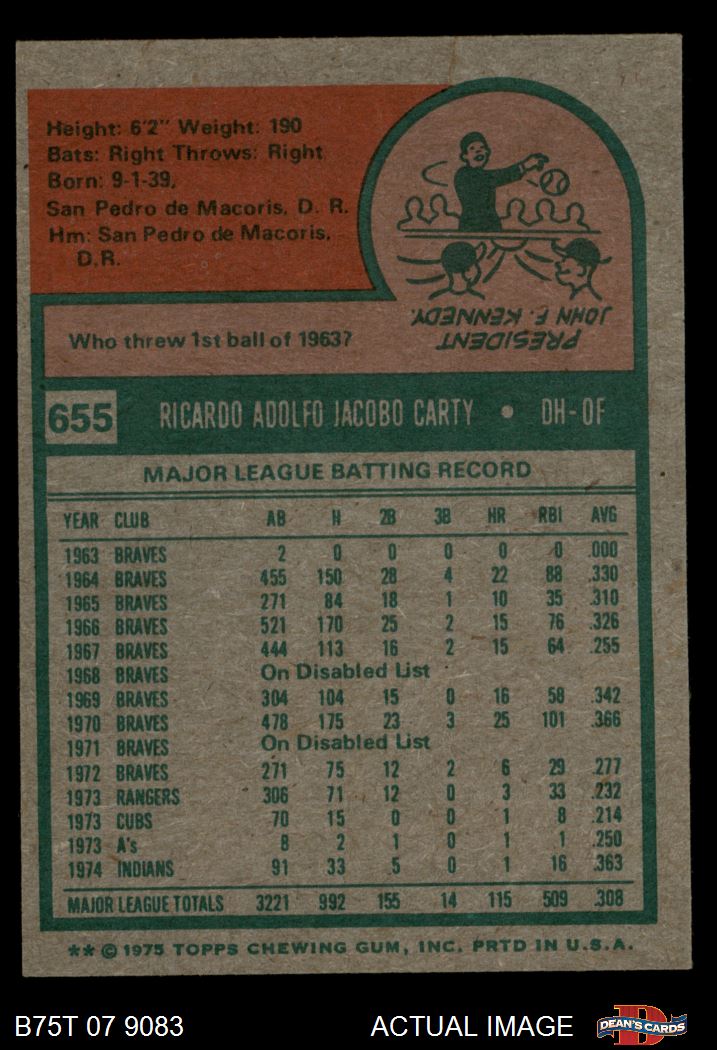 Height: 6'2" Weight: 190
Bats: Right Throws: Right
Born: 9-1-39,
San Pedro de Macoris, D. R.
Hm: San Pedro de Macoris,
D.R.
Who threw 1st ball of 1963?
PRESIDENT
JOHN F. KENNEDY.
655 RICARDO ADOLFO JACOBO CARTY • DH-OF
MAJOR LEAGUE BATTING RECORD
YEAR CLUB AB H 2B 3B HR RBI AVG
1963 BRAVES 2 0 0 0 0 0 .000
1964 BRAVES 455 150 28 4 22 88 .330
1965 BRAVES 271 84 18 1 10 35 .310
1966 BRAVES 521 170 25 2 15 76 .326
1967 BRAVES 444 113 16 2 15 64 .255
1968 BRAVES On Disabled List
1969 BRAVES 304 104 15 0 16 58 .342
1970 BRAVES 478 175 23 3 25 101 .366
1971 BRAVES On Disabled List
1972 BRAVES 271 75 12 2 6 29 .277
1973 RANGERS 306 71 12 0 3 33 .232
1973 CUBS 70 15 0 0 1 8 .214
1973 A's 8 2 1 0 1 1 .250
1974 INDIANS 91 33 5 0 1 16 .363
MAJOR LEAGUE TOTALS 3221 992 155 14 115 509 .308
** © 1975 TOPPS CHEWING GUM, INC. PRTD IN U.S.A.
B75T 07 9083 ACTUAL IMAGE
D
DEAN'S CARDS